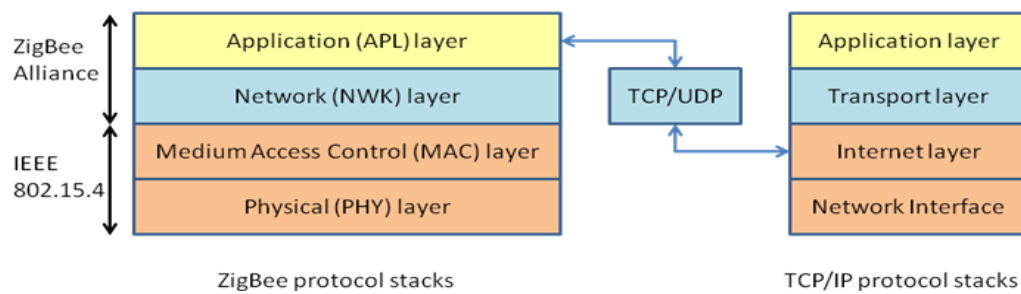 ZigBee
Alliance
Application (APL) layer
Application layer
Network (NWK) layer
TCP/UDP
Transport layer
IEEE
802.15.4
Medium Access Control (MAC) layer
Internet layer
Physical (PHY) layer
Network Interface
ZigBee protocol stacks
TCP/IP protocol stacks